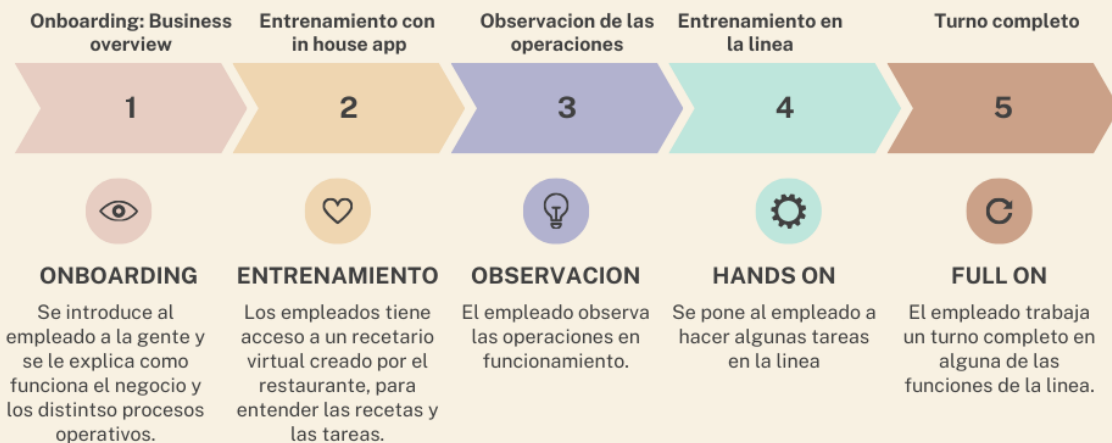 Onboarding: Business
overview
Entrenamiento con
in house app
Observacion de las
operaciones
Entrenamiento en
la linea
Turno completo
1
2
3
4
5
ONBOARDING
Se introduce al
empleado a la gente y
se le explica como
funciona el negocio y
los distintso procesos
operativos.
ENTRENAMIENTO
Los empleados tiene
acceso a un recetario
virtual creado por el
restaurante, para
entender las recetas y
las tareas.
OBSERVACION
El empleado observa
las operaciones en
funcionamiento.
HANDS ON
Se pone al empleado a
hacer algunas tareas
en la linea
FULL ON
El empleado trabaja
un turno completo en
alguna de las
funciones de la linea.